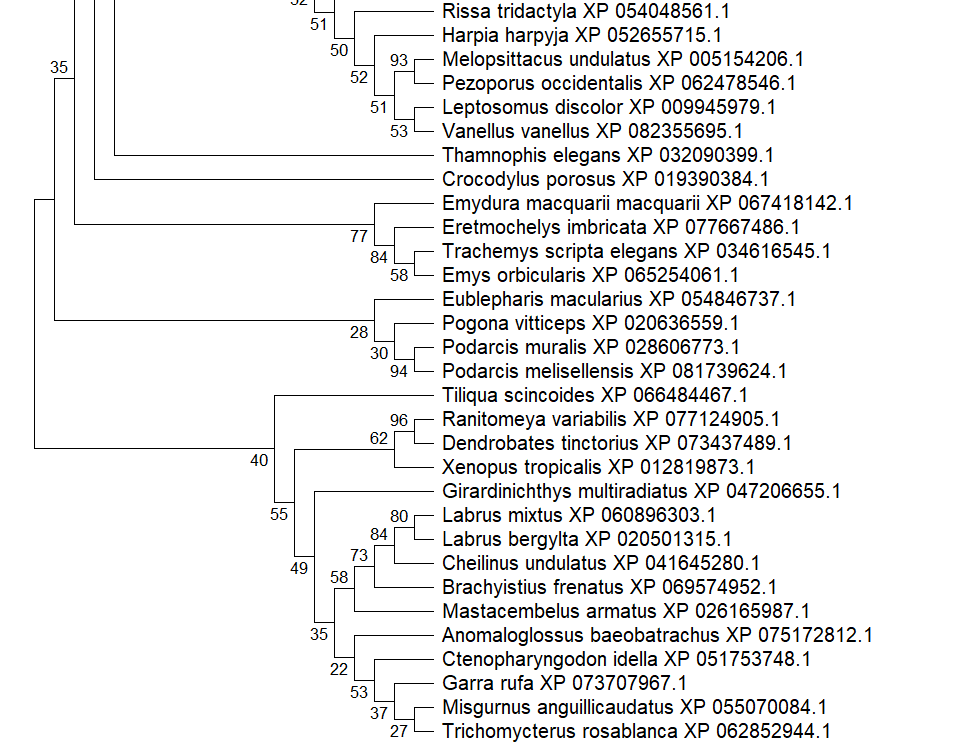 52
Rissa tridactyla XP 054048561.1
51
Harpia harpyja XP 052655715.1
50
93
Melopsittacus undulatus XP 005154206.1
35
52
Pezoporus occidentalis XP 062478546.1
51
Leptosomus discolor XP 009945979.1
53
Vanellus vanellus XP 082355695.1
Thamnophis elegans XP 032090399.1
Crocodylus porosus XP 019390384.1
Emydura macquarii macquarii XP 067418142.1
77
Eretmochelys imbricata XP 077667486.1
84
Trachemys scripta elegans XP 034616545.1
58
Emys orbicularis XP 065254061.1
Eublepharis macularius XP 054846737.1
28
Pogona vitticeps XP 020636559.1
30
Podarcis muralis XP 028606773.1
94
Podarcis melisellensis XP 081739624.1
Tiliqua scincoides XP 066484467.1
96
Ranitomeya variabilis XP 077124905.1
62
Dendrobates tinctorius XP 073437489.1
40
Xenopus tropicalis XP 012819873.1
Girardinichthys multiradiatus XP 047206655.1
55
80
Labrus mixtus XP 060896303.1
84
Labrus bergylta XP 020501315.1
73
Cheilinus undulatus XP 041645280.1
49
58
Brachyistius frenatus XP 069574952.1
Mastacembelus armatus XP 026165987.1
35
Anomaloglossus baeobatrachus XP 075172812.1
22
Ctenopharyngodon idella XP 051753748.1
53
Garra rufa XP 073707967.1
37
Misgurnus anguillicaudatus XP 055070084.1
27
Trichomycterus rosablanca XP 062852944.1